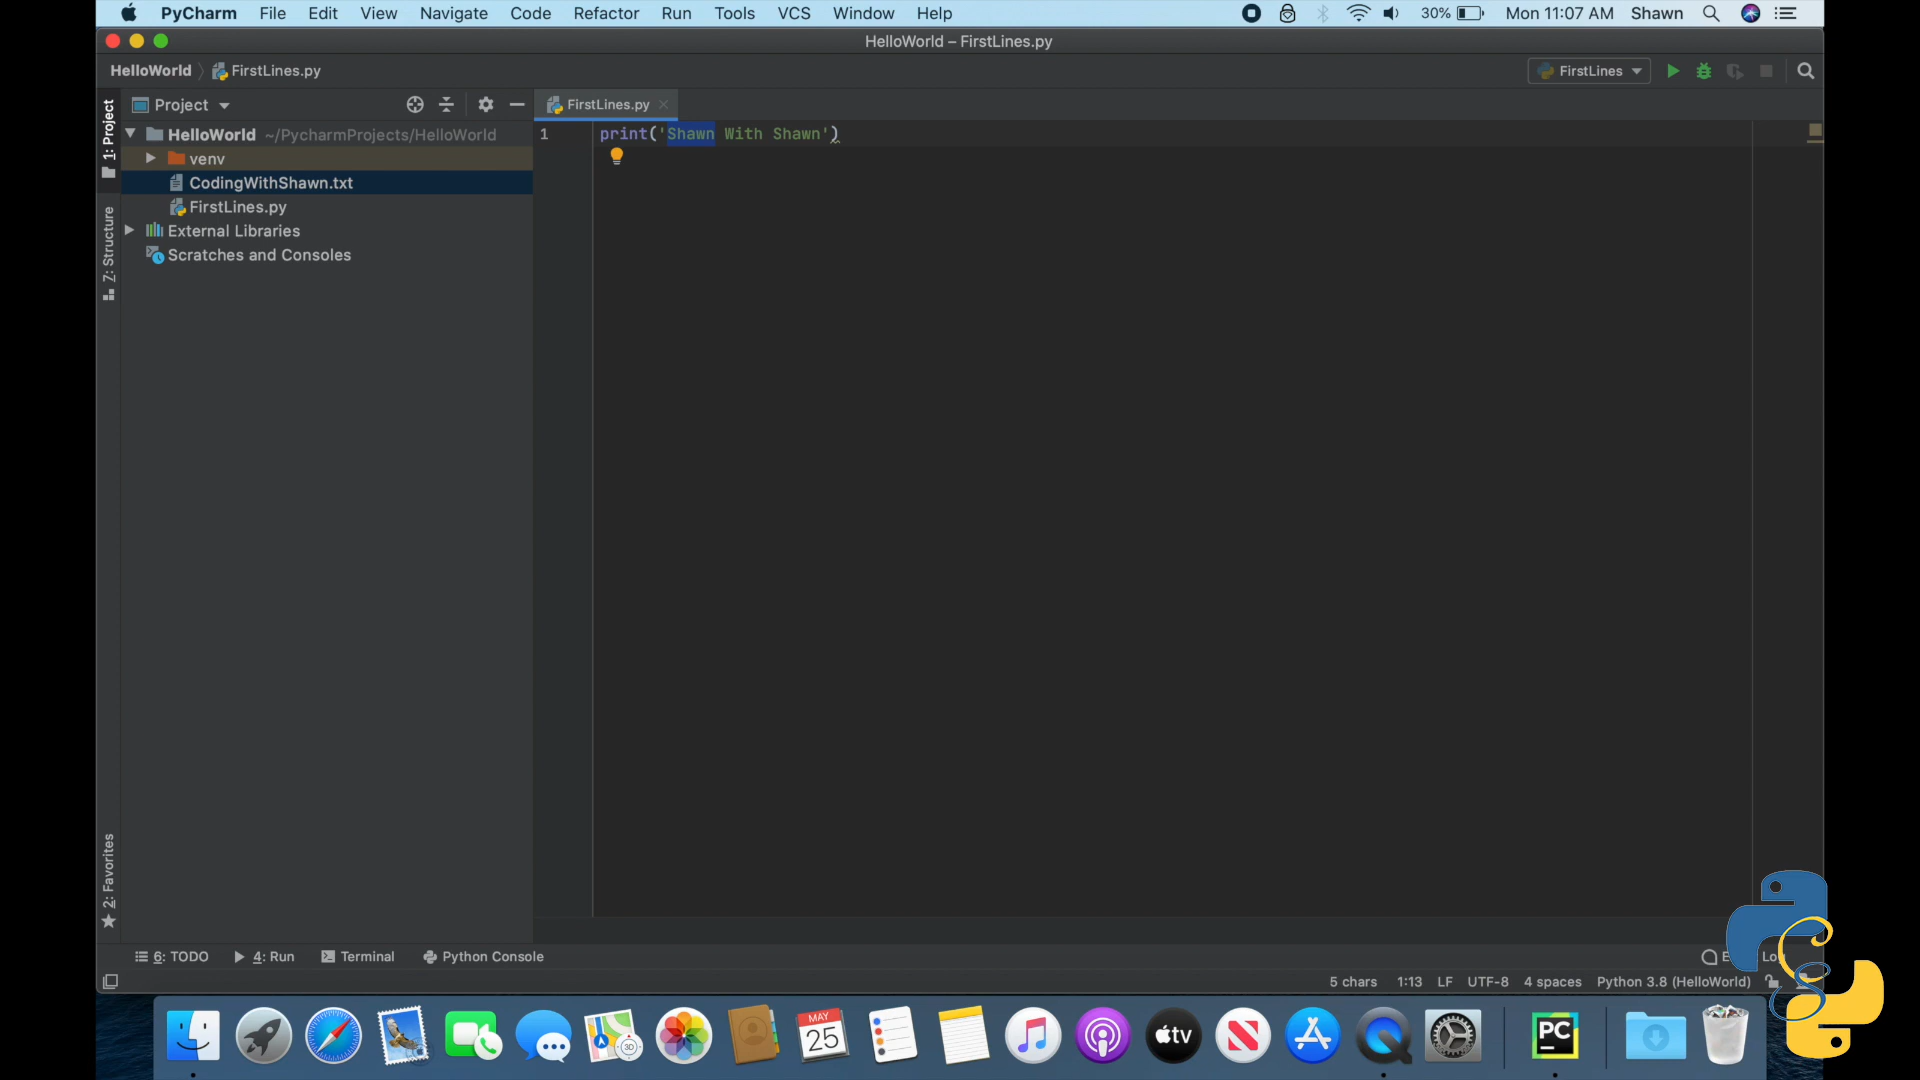 PyCharm File Edit View Navigate Code Refactor Run Tools VCS Window Help 30% Mon 11:07 AM Shawn
HelloWorld – FirstLines.py
HelloWorld FirstLines.py FirstLines
1: Project
Project
FirstLines.py
HelloWorld ~/PycharmProjects/HelloWorld
venv
CodingWithShawn.txt
FirstLines.py
External Libraries
Scratches and Consoles
Z: Structure
2: Favorites
1 print('Shawn With Shawn')
6: TODO 4: Run Terminal Python Console
5 chars 1:13 LF UTF-8 4 spaces Python 3.8 (HelloWorld)
MAY
25
3D
tv
PC